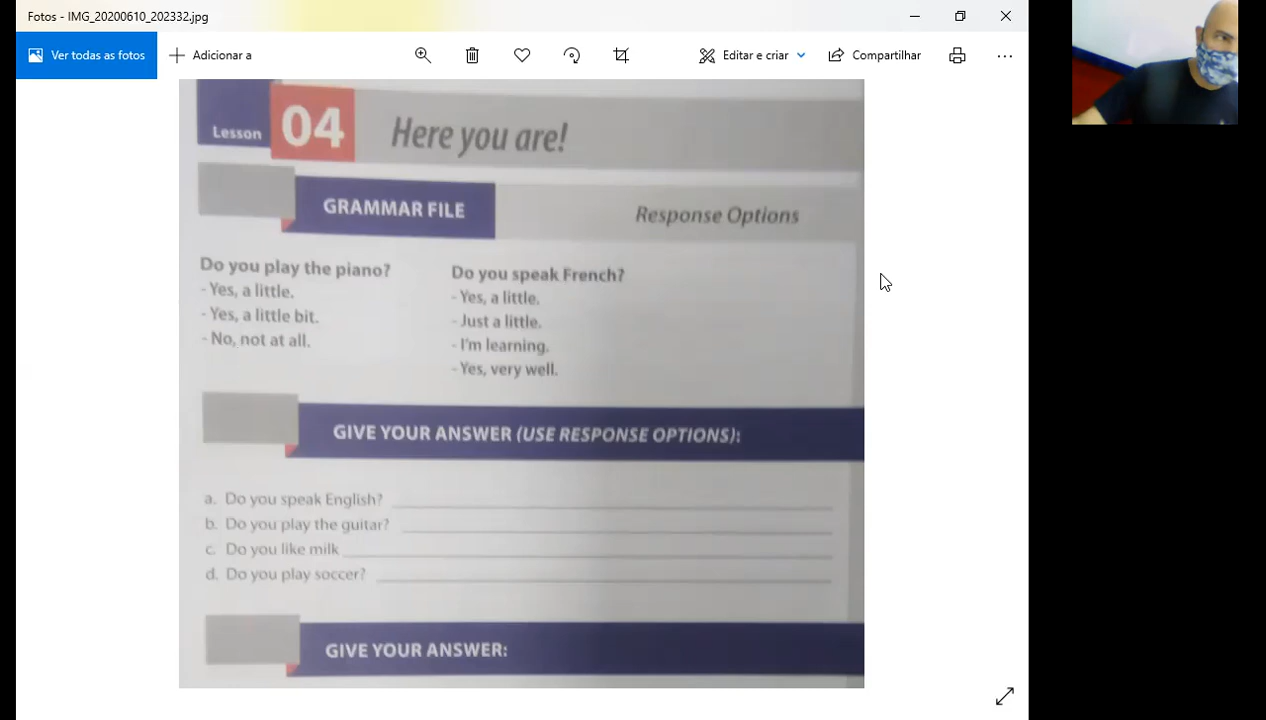 Fotos - IMG_20200610_202332.jpg
Ver todas as fotos
Adicionar a
Editar e criar
Compartilhar
Lesson 04 Here you are!
GRAMMAR FILE
Response Options
Do you play the piano?
- Yes, a little.
- Yes, a little bit.
- No, not at all.
Do you speak French?
- Yes, a little.
- Just a little.
- I'm learning.
- Yes, very well.
GIVE YOUR ANSWER (USE RESPONSE OPTIONS):
a. Do you speak English?
b. Do you play the guitar?
c. Do you like milk
d. Do you play soccer?
GIVE YOUR ANSWER: